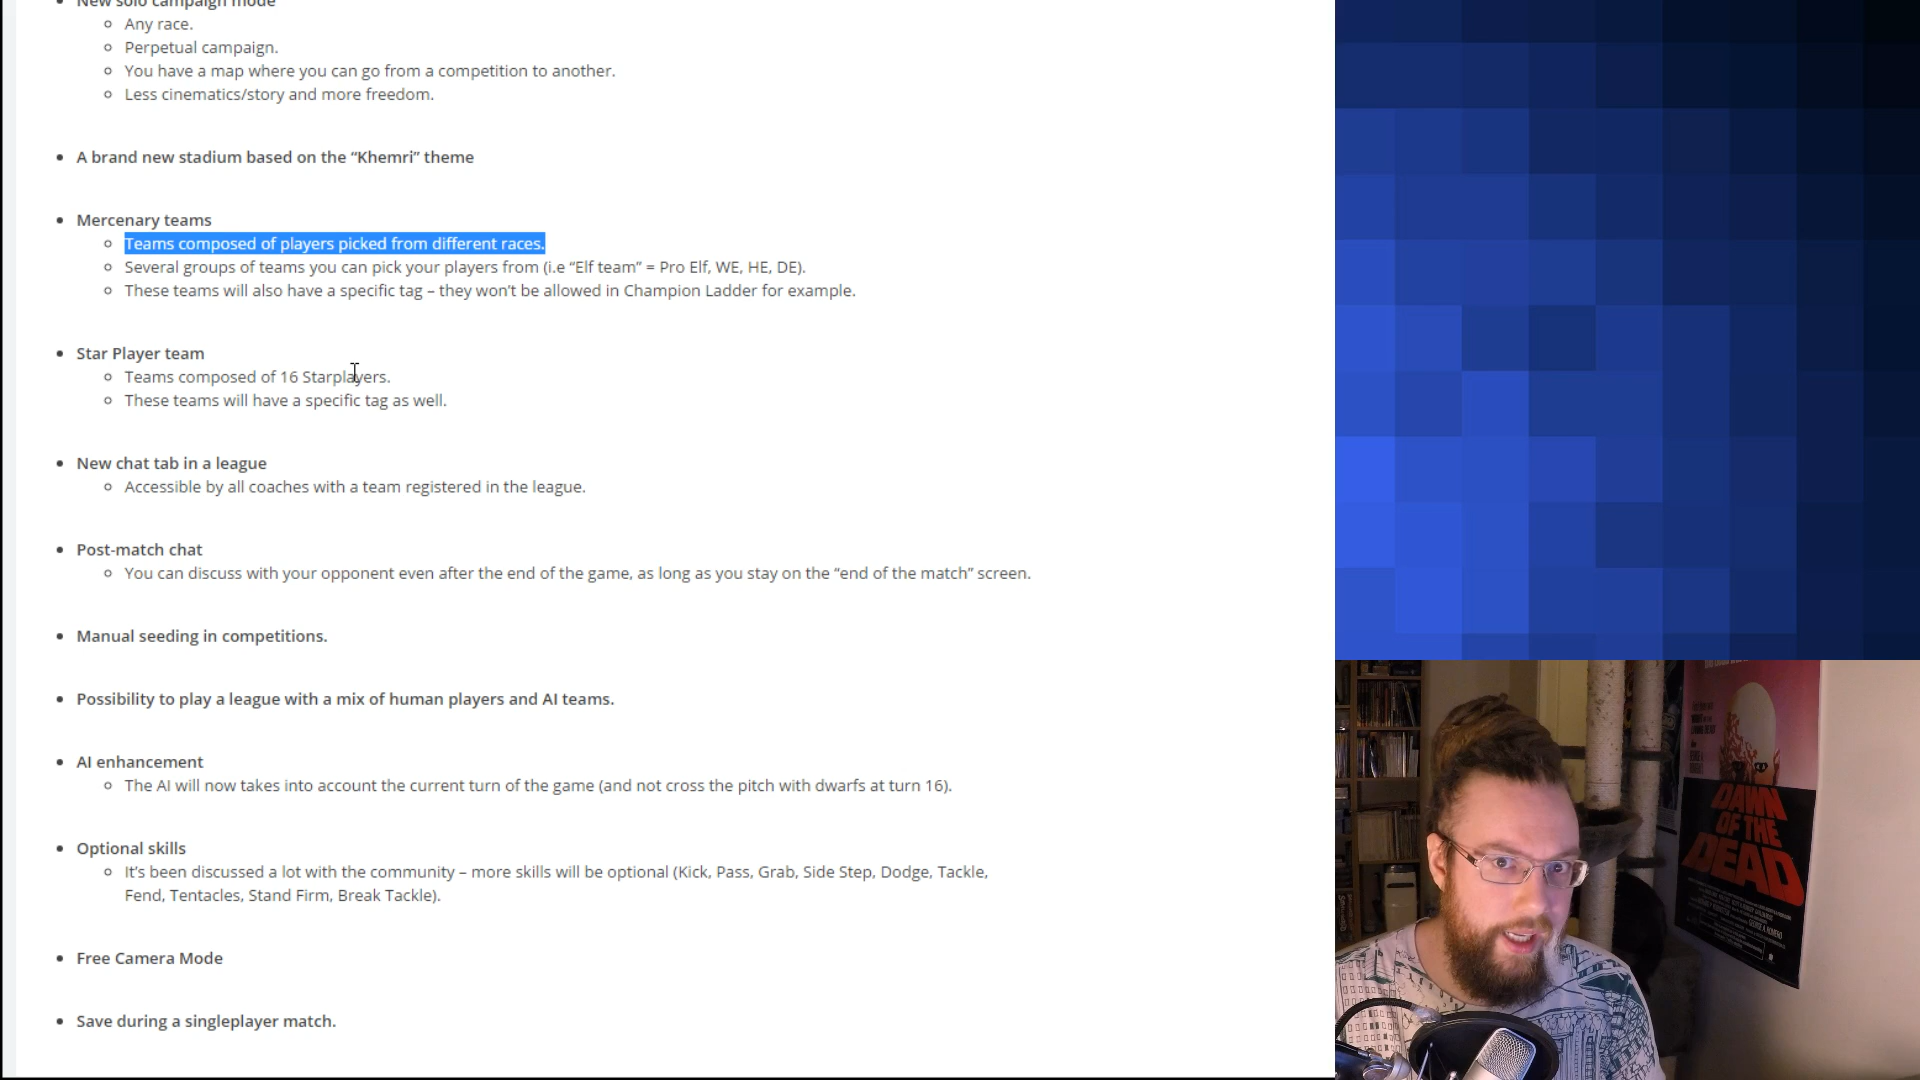 New solo campaign mode
Any race.
Perpetual campaign.
You have a map where you can go from a competition to another.
Less cinematics/story and more freedom.
A brand new stadium based on the “Khemri” theme
Mercenary teams
Teams composed of players picked from different races.
Several groups of teams you can pick your players from (i.e “Elf team” = Pro Elf, WE, HE, DE).
These teams will also have a specific tag – they won’t be allowed in Champion Ladder for example.
Star Player team
Teams composed of 16 Starplayers.
These teams will have a specific tag as well.
New chat tab in a league
Accessible by all coaches with a team registered in the league.
Post-match chat
You can discuss with your opponent even after the end of the game, as long as you stay on the “end of the match” screen.
Manual seeding in competitions.
Possibility to play a league with a mix of human players and AI teams.
AI enhancement
The AI will now takes into account the current turn of the game (and not cross the pitch with dwarfs at turn 16).
Optional skills
It’s been discussed a lot with the community – more skills will be optional (Kick, Pass, Grab, Side Step, Dodge, Tackle,
Fend, Tentacles, Stand Firm, Break Tackle).
Free Camera Mode
Save during a singleplayer match.
DAWN
OF THE
DEAD